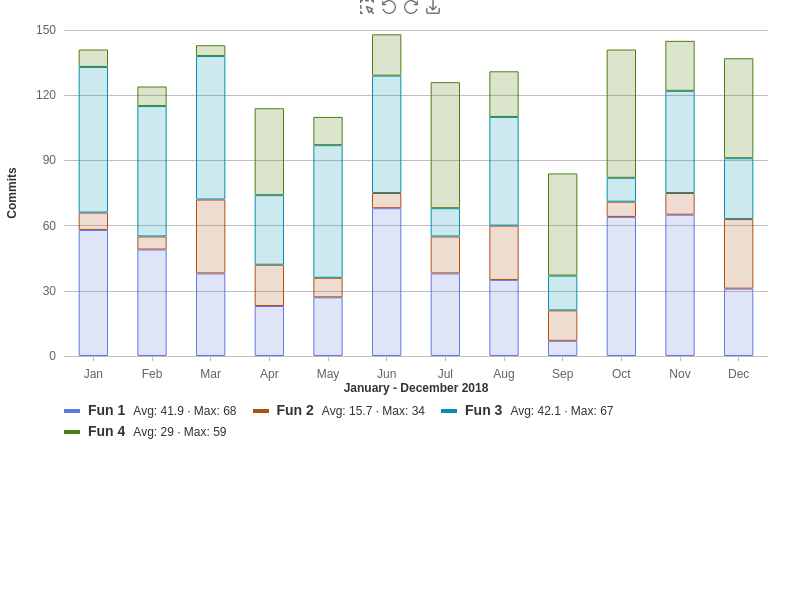 150
120
90
60
30
0
Commits
Jan Feb Mar Apr May Jun Jul Aug Sep Oct Nov Dec
January - December 2018
Fun 1 Avg: 41.9 · Max: 68 Fun 2 Avg: 15.7 · Max: 34 Fun 3 Avg: 42.1 · Max: 67
Fun 4 Avg: 29 · Max: 59